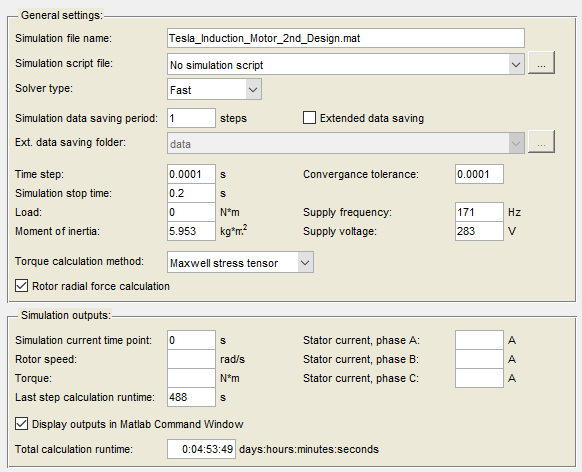 General settings:
Simulation file name: Tesla_Induction_Motor_2nd_Design.mat
Simulation script file: No simulation script ...
Solver type: Fast
Simulation data saving period: 1 steps Extended data saving
Ext. data saving folder: data ...
Time step: 0.0001 s Convergance tolerance: 0.0001
Simulation stop time: 0.2 s
Load: 0 N*m Supply frequency: 171 Hz
Moment of inertia: 5.953 kg*m² Supply voltage: 283 V
Torque calculation method: Maxwell stress tensor
Rotor radial force calculation
Simulation outputs:
Simulation current time point: 0 s Stator current, phase A: A
Rotor speed: rad/s Stator current, phase B: A
Torque: N*m Stator current, phase C: A
Last step calculation runtime: 488 s
Display outputs in Matlab Command Window
Total calculation runtime: 0:04:53:49 days:hours:minutes:seconds